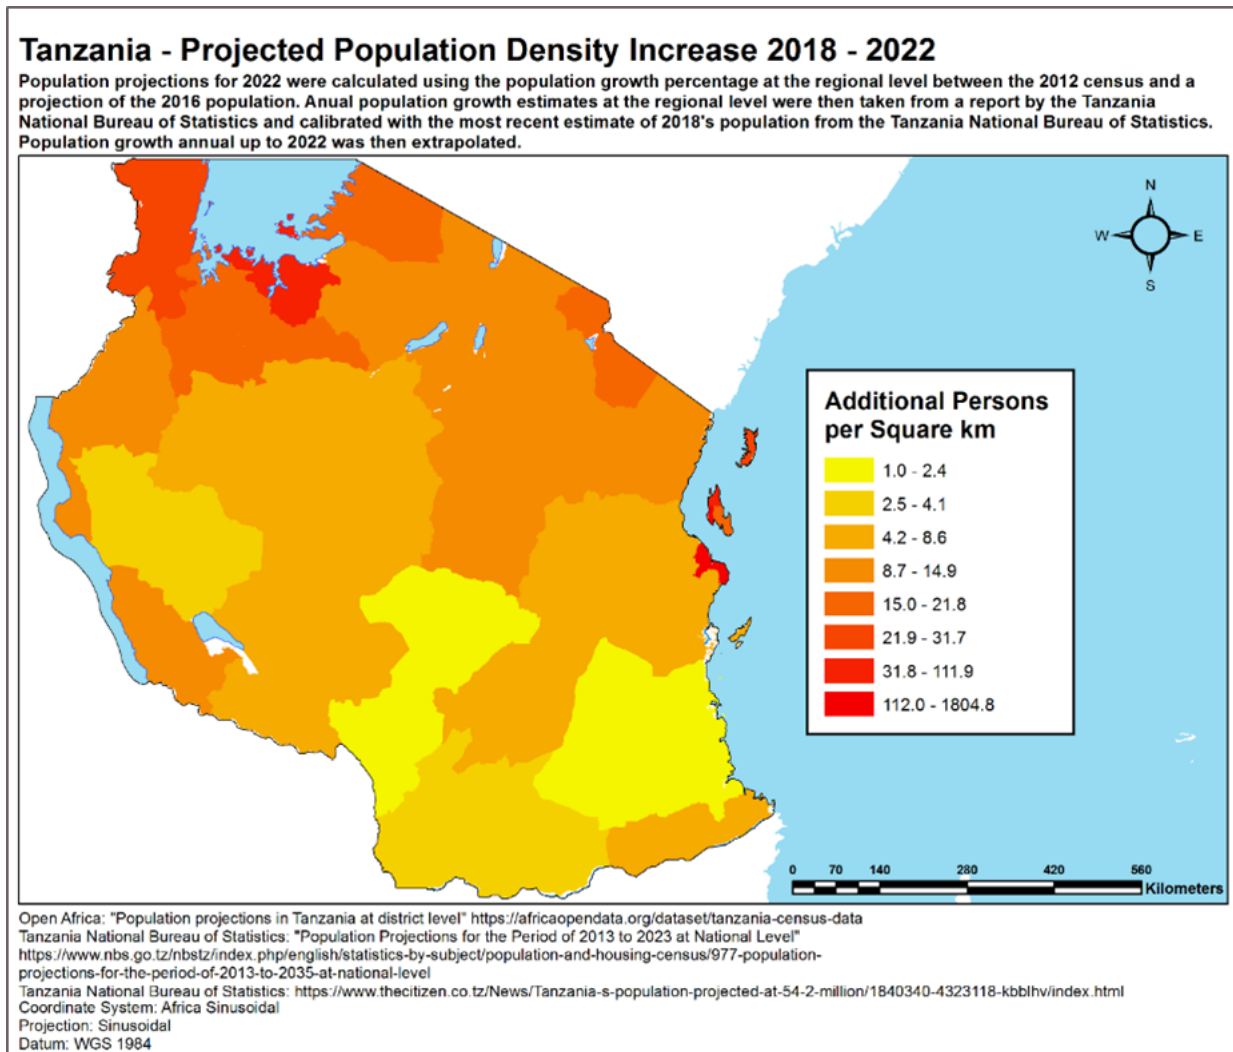 Tanzania - Projected Population Density Increase 2018 - 2022
Population projections for 2022 were calculated using the population growth percentage at the regional level between the 2012 census and a
projection of the 2016 population. Anual population growth estimates at the regional level were then taken from a report by the Tanzania
National Bureau of Statistics and calibrated with the most recent estimate of 2018's population from the Tanzania National Bureau of Statistics.
Population growth annual up to 2022 was then extrapolated.
N
W E
S
Additional Persons
per Square km
1.0 - 2.4
2.5 - 4.1
4.2 - 8.6
8.7 - 14.9
15.0 - 21.8
21.9 - 31.7
31.8 - 111.9
112.0 - 1804.8
0 70 140 280 420 560
Kilometers
Open Africa: "Population projections in Tanzania at district level" https://africaopendata.org/dataset/tanzania-census-data
Tanzania National Bureau of Statistics: "Population Projections for the Period of 2013 to 2023 at National Level"
https://www.nbs.go.tz/nbstz/index.php/english/statistics-by-subject/population-and-housing-census/977-population-
projections-for-the-period-of-2013-to-2035-at-national-level
Tanzania National Bureau of Statistics: https://www.thecitizen.co.tz/News/Tanzania-s-population-projected-at-54-2-million/1840340-4323118-kbblhv/index.html
Coordinate System: Africa Sinusoidal
Projection: Sinusoidal
Datum: WGS 1984